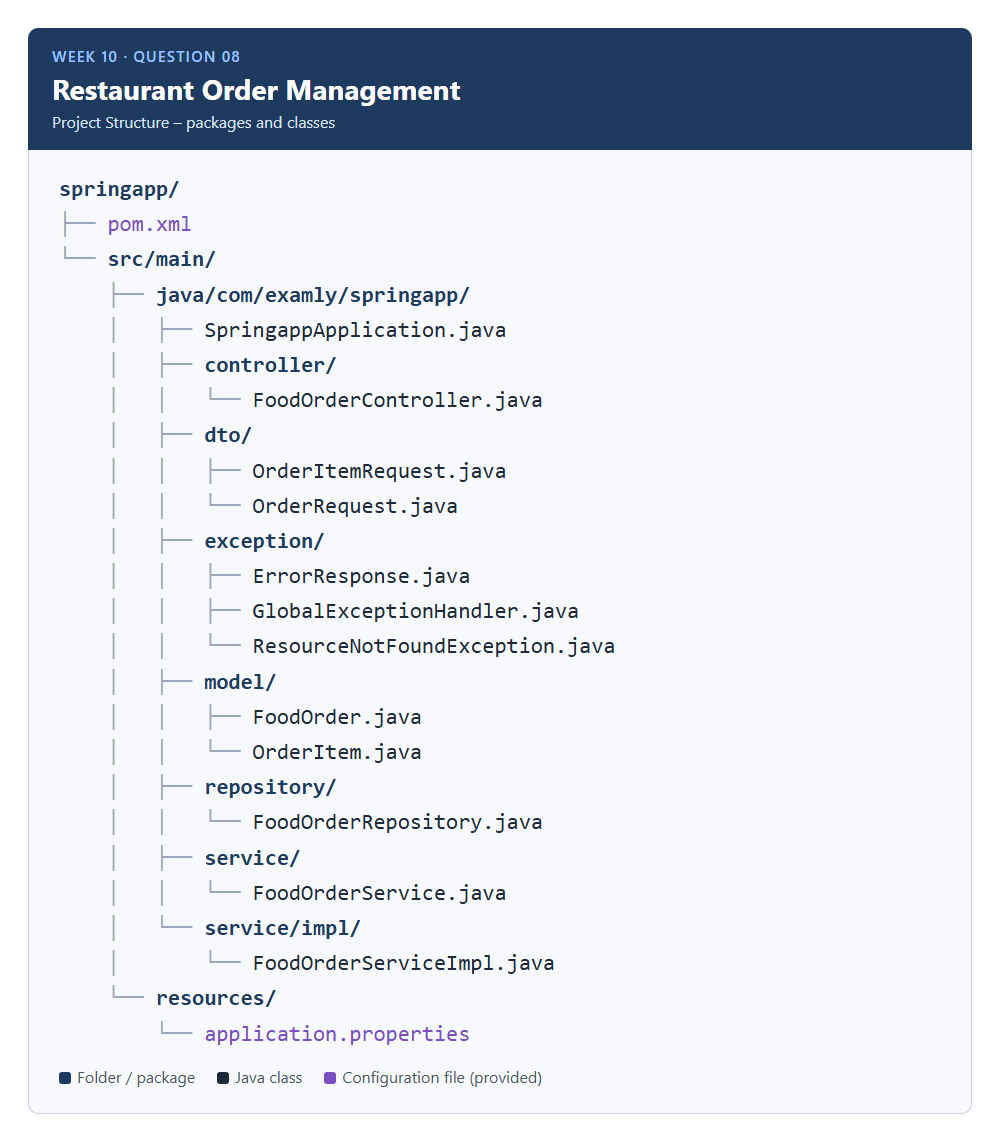 WEEK 10 · QUESTION 08
Restaurant Order Management
Project Structure – packages and classes
springapp/
├── pom.xml
└── src/main/
    ├── java/com/examly/springapp/
    │   ├── SpringappApplication.java
    │   ├── controller/
    │   │   └── FoodOrderController.java
    │   ├── dto/
    │   │   ├── OrderItemRequest.java
    │   │   └── OrderRequest.java
    │   ├── exception/
    │   │   ├── ErrorResponse.java
    │   │   ├── GlobalExceptionHandler.java
    │   │   └── ResourceNotFoundException.java
    │   ├── model/
    │   │   ├── FoodOrder.java
    │   │   └── OrderItem.java
    │   ├── repository/
    │   │   └── FoodOrderRepository.java
    │   ├── service/
    │   │   └── FoodOrderService.java
    │   └── service/impl/
    │       └── FoodOrderServiceImpl.java
    └── resources/
        └── application.properties
Folder / package Java class Configuration file (provided)